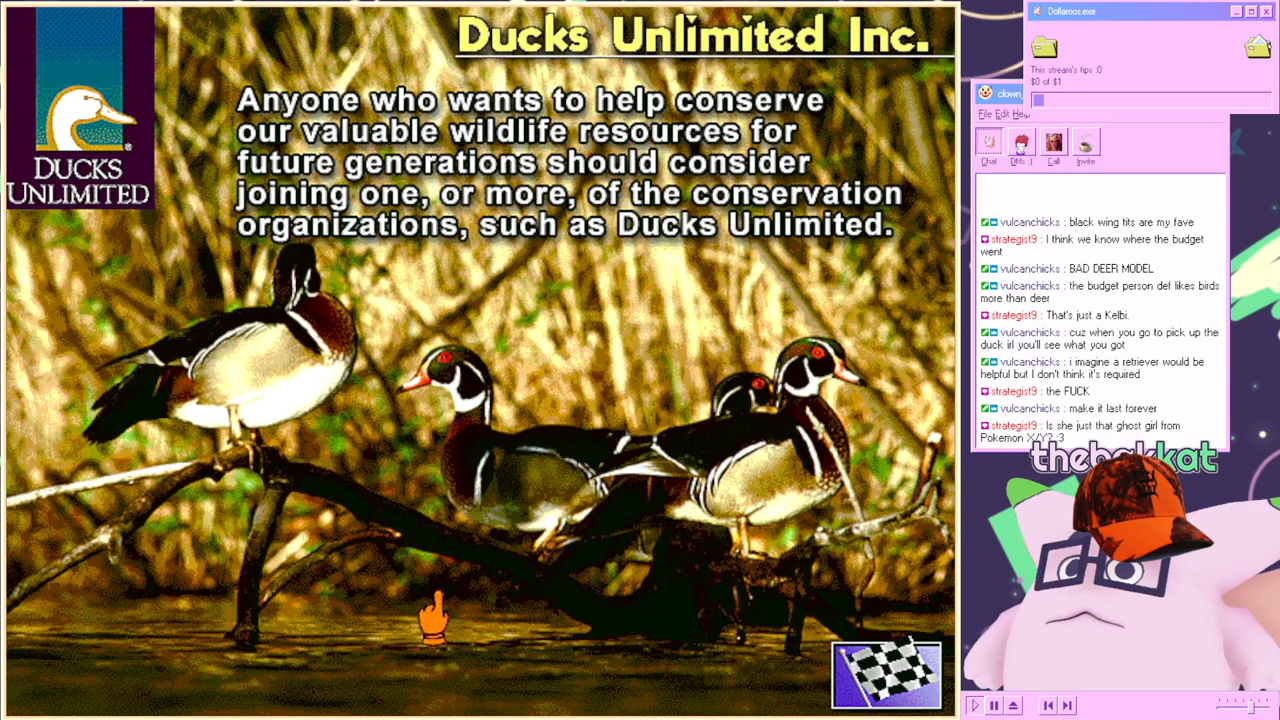 Ducks Unlimited Inc.
Anyone who wants to help conserve
our valuable wildlife resources for
future generations should consider
joining one, or more, of the conservation
organizations, such as Ducks Unlimited.
DUCKS
UNLIMITED
Dollaroos.exe
This stream's tips :0
$0 of $1
clown_
File Edit Help
Chat DMs :) Call Invite
vulcanchicks : black wing tits are my fave
strategist9 : I think we know where the budget
went
vulcanchicks : BAD DEER MODEL
vulcanchicks : the budget person def likes birds
more than deer
strategist9 : That's just a Kelbi.
vulcanchicks : cuz when you go to pick up the
duck irl you'll see what you got
vulcanchicks : i imagine a retriever would be
helpful but I don't think it's required
strategist9 : the FUCK
vulcanchicks : make it last forever
strategist9 : Is she just that ghost girl from
Pokemon X/Y? :3